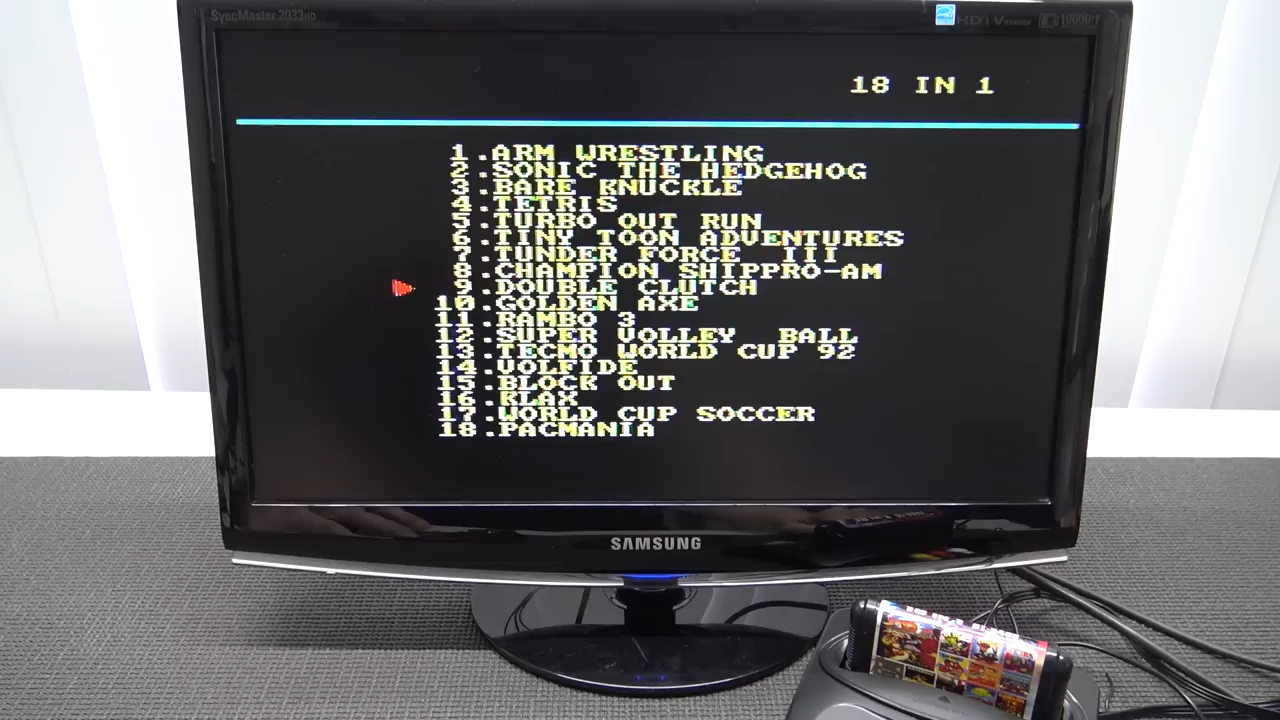 SyncMaster 2033HD
HDTV monitor
18 IN 1
1.ARM WRESTLING
2.SONIC THE HEDGEHOG
3.BARE KNUCKLE
4.TETRIS
5.TURBO OUT RUN
6.TINY TOON ADVENTURES
7.TUNDER FORCE III
8.CHAMPION SHIPPRO-AM
9.DOUBLE CLUTCH
10.GOLDEN AXE
11.RAMBO 3
12.SUPER VOLLEY BALL
13.TECMO WORLD CUP 92
14.VOLFIDE
15.BLOCK OUT
16.KLAX
17.WORLD CUP SOCCER
18.PACMANIA
SAMSUNG